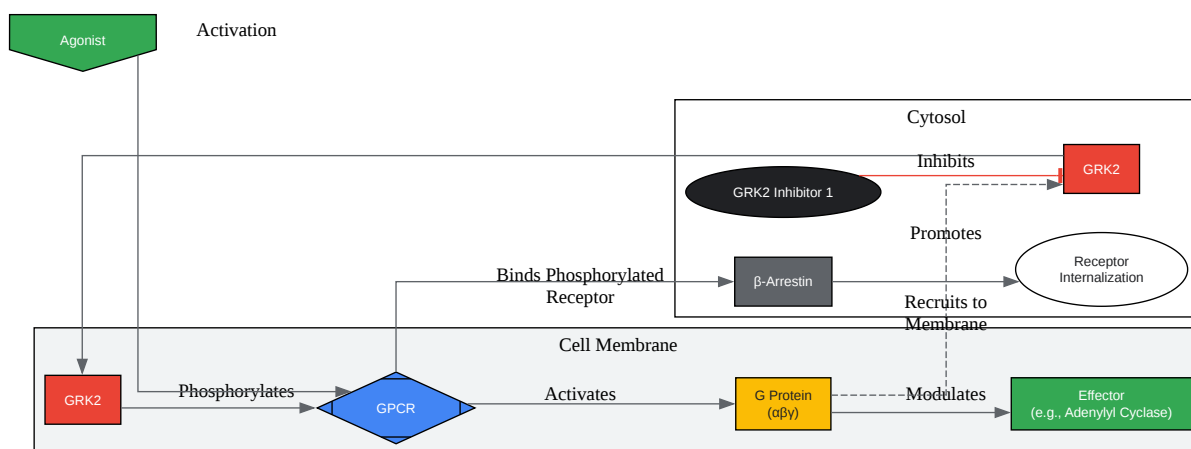 Agonist
Activation
Cytosol
Inhibits
GRK2
GRK2 Inhibitor 1
Promotes
Binds Phosphorylated
Receptor
β-Arrestin
Receptor
Internalization
Recruits to
Membrane
Cell Membrane
GRK2
Phosphorylates
GPCR
Activates
G Protein
(αβγ)
Modulates
Effector
(e.g., Adenylyl Cyclase)